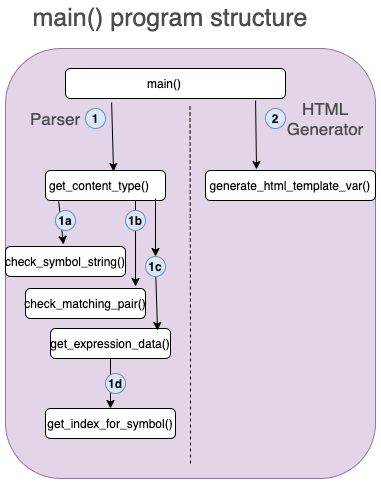 main() program structure
main()
Parser
1
2
HTML
Generator
get_content_type()
generate_html_template_var()
1a
1b
check_symbol_string()
1c
check_matching_pair()
get_expression_data()
1d
get_index_for_symbol()